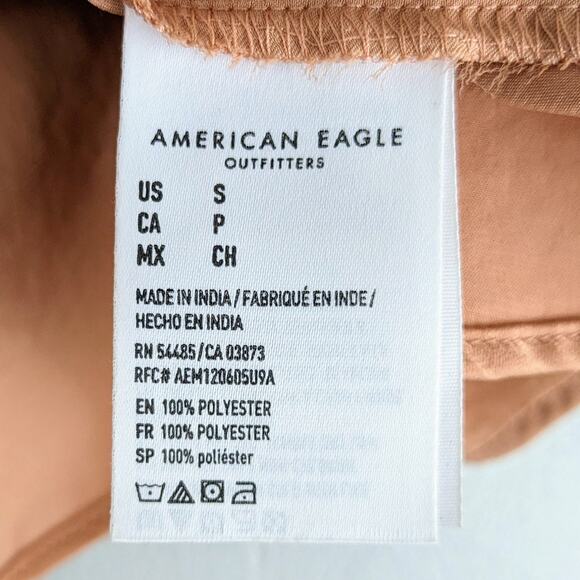 AMERICAN EAGLE
OUTFITTERS
US S
CA P
MX CH
MADE IN INDIA / FABRIQUÉ EN INDE /
HECHO EN INDIA
RN 54485 / CA 03873
RFC# AEM120605U9A
EN 100% POLYESTER
FR 100% POLYESTER
SP 100% poliéster